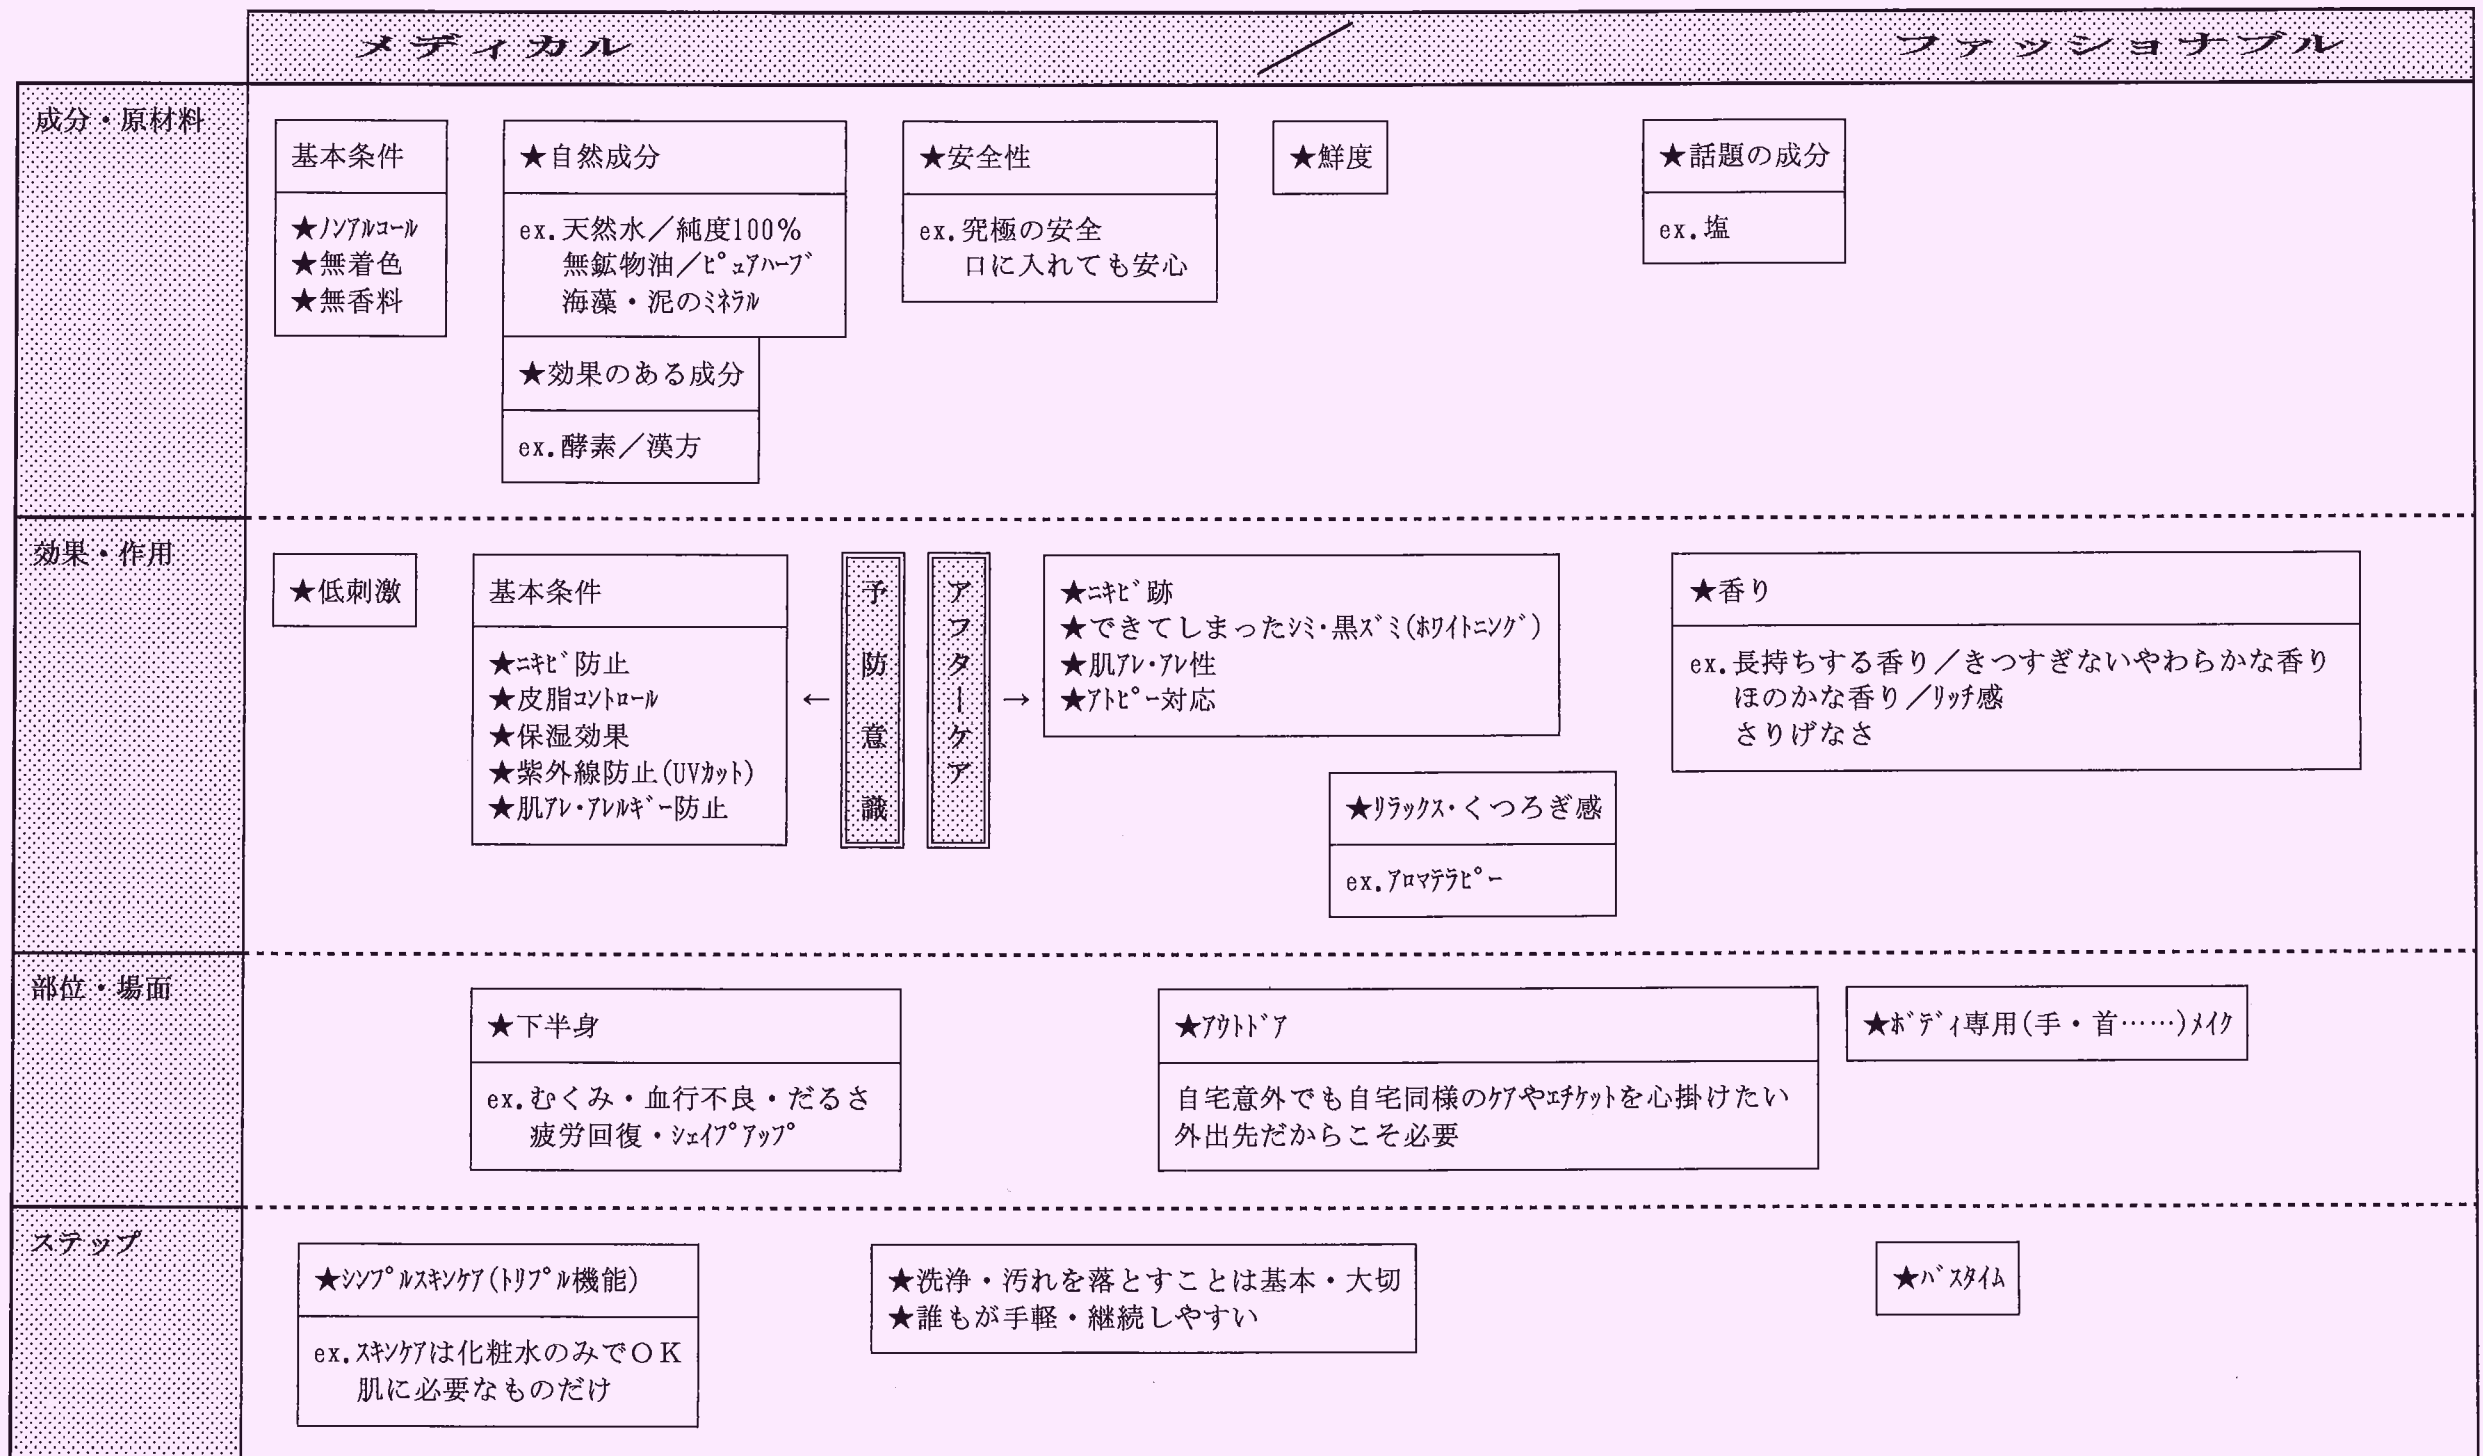 メディカル ／ ファッショナブル
成分・原材料
基本条件
★ﾉﾝｱﾙｺｰﾙ
★無着色
★無香料
★自然成分
ex.天然水／純度100％
無鉱物油／ﾋﾟｭｱﾊｰﾌﾞ
海藻・泥のﾐﾈﾗﾙ
★効果のある成分
ex.酵素／漢方
★安全性
ex.究極の安全
口に入れても安心
★鮮度
★話題の成分
ex.塩
効果・作用
★低刺激
基本条件
★ﾆｷﾋﾞ防止
★皮脂ｺﾝﾄﾛｰﾙ
★保湿効果
★紫外線防止(UVｶｯﾄ)
★肌ｱﾚ・ｱﾚﾙｷﾞｰ防止
←
予防意識
アフターケア
→
★ﾆｷﾋﾞ跡
★できてしまったｼﾐ・黒ｽﾞﾐ(ﾎﾜｲﾄﾆﾝｸﾞ)
★肌ｱﾚ・ｱﾚ性
★ｱﾄﾋﾟｰ対応
★ﾘﾗｯｸｽ・くつろぎ感
ex.ｱﾛﾏﾃﾗﾋﾟｰ
★香り
ex.長持ちする香り／きつすぎないやわらかな香り
ほのかな香り／ﾘｯﾁ感
さりげなさ
部位・場面
★下半身
ex.むくみ・血行不良・だるさ
疲労回復・ｼｪｲﾌﾟｱｯﾌﾟ
★ｱｳﾄﾄﾞｱ
自宅意外でも自宅同様のｹｱやｴﾁｹｯﾄを心掛けたい
外出先だからこそ必要
★ﾎﾞﾃﾞｨ専用(手・首……)ﾒｲｸ
ステップ
★ｼﾝﾌﾟﾙｽｷﾝｹｱ(ﾄﾘﾌﾟﾙ機能)
ex.ｽｷﾝｹｱは化粧水のみでＯＫ
肌に必要なものだけ
★洗浄・汚れを落とすことは基本・大切
★誰もが手軽・継続しやすい
★ﾊﾞｽﾀｲﾑ